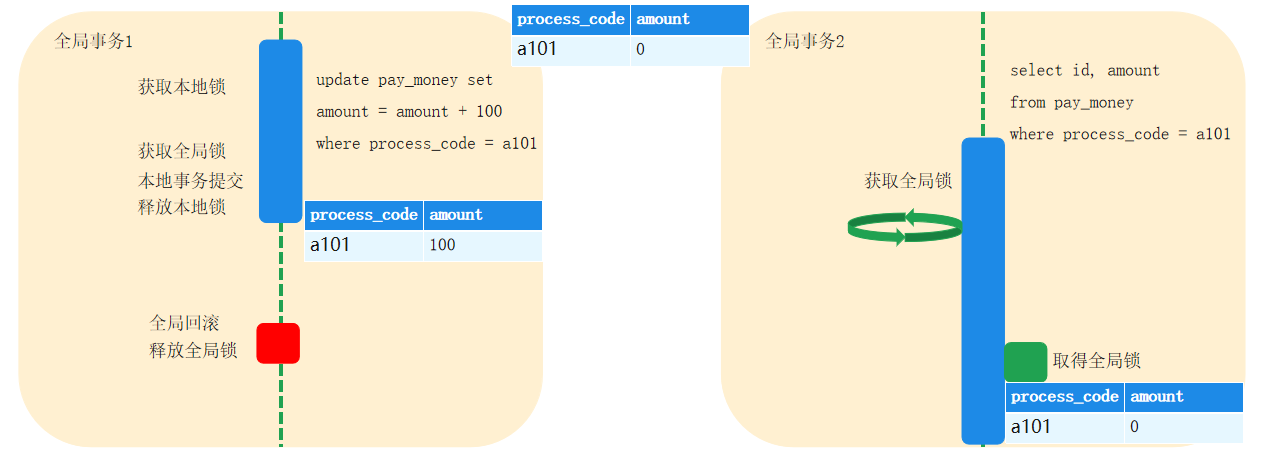 process_code amount
a101 0
全局事务1
获取本地锁
update pay_money set
amount = amount + 100
where process_code = a101
获取全局锁
本地事务提交
释放本地锁
process_code amount
a101 100
全局回滚
释放全局锁
全局事务2
select id, amount
from pay_money
where process_code = a101
获取全局锁
取得全局锁
process_code amount
a101 0